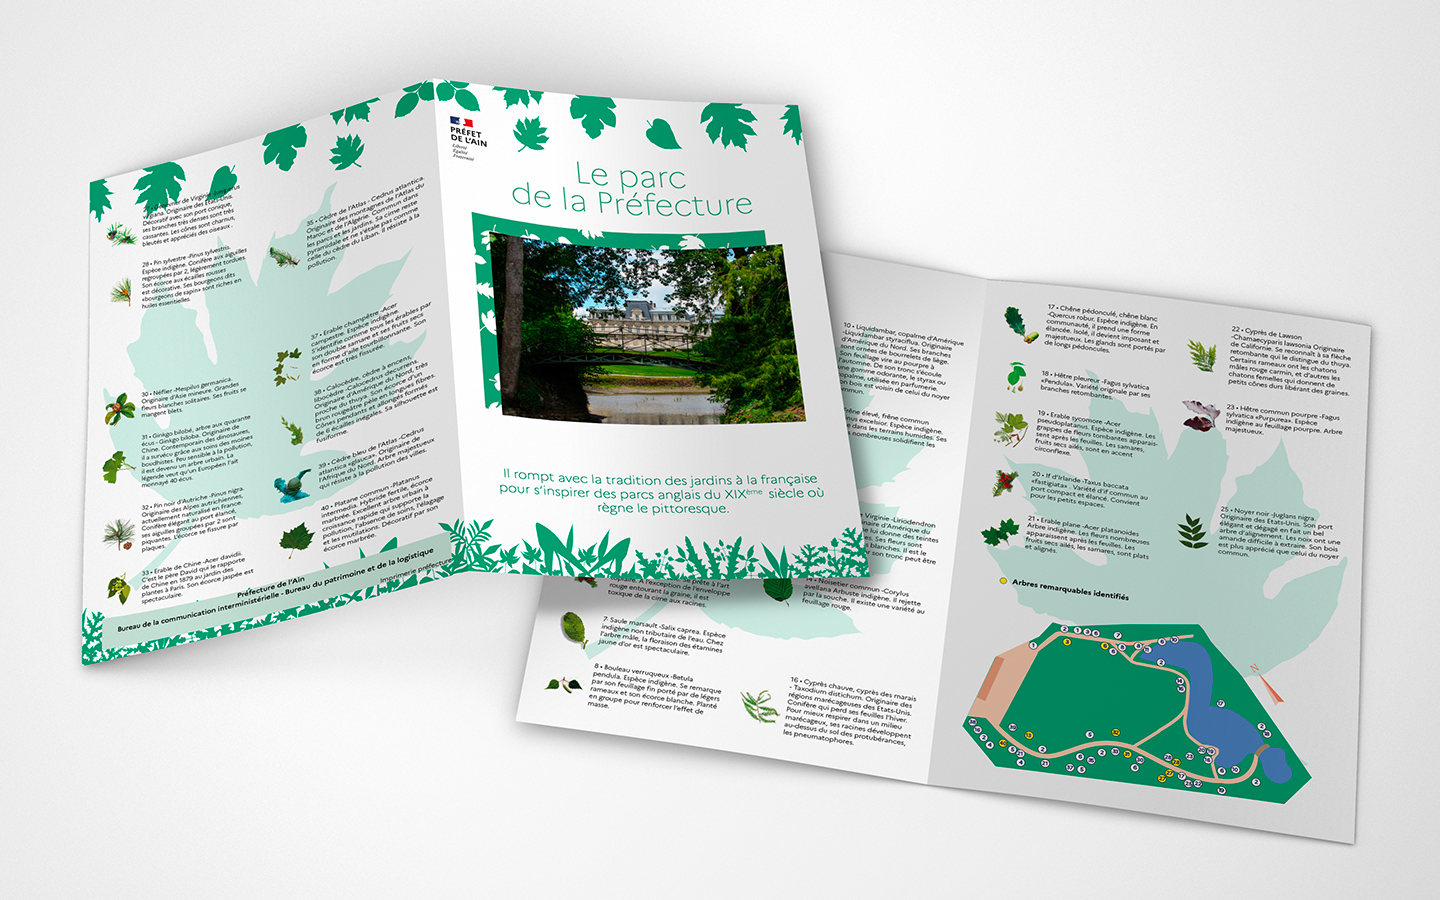 PRÉFET
DE L'AIN
Liberté
Égalité
Fraternité
Le parc
de la Préfecture
Il rompt avec la tradition des jardins à la française
pour s'inspirer des parcs anglais du XIXème siècle où
règne le pittoresque.
de Virginie
Originaire des Etats-Unis.
Décoratif avec son port conique,
ses branches très denses sont très
cassantes. Les cônes sont charnus,
bleutés et appréciés des oiseaux .
28 • Pin sylvestre -Pinus sylvestris.
Espèce indigène. Conifère aux aiguilles
regroupées par 2, légèrement tordues.
Son écorce aux écailles rousses
est décorative. Ses bourgeons dits
«bourgeons de sapin» sont riches en
huiles essentielles.
30 • Néflier -Mespilus germanica.
Originaire d'Asie mineure. Grandes
fleurs blanches solitaires. Ses fruits se
mangent blets.
31 • Ginkgo bilobé, arbre aux quarante
écus - Ginkgo biloba. Originaire de
Chine. Contemporain des dinosaures,
il a survécu grâce aux soins des moines
boudhistes. Peu sensible à la pollution,
il est devenu un arbre urbain. La
légende veut qu'un Européen l'ait
monnayé 40 écus.
32 • Pin noir d'Autriche -Pinus nigra.
Originaire des Alpes autrichiennes,
actuellement naturalisé en France.
Conifère élégant au port élancé,
ses aiguilles groupées par 2 sont
piquantes. L'écorce se fissure par
plaques.
33 • Erable de Chine -Acer davidii.
C'est le père David qui le rapporte
de Chine en 1879 au jardin des
plantes à Paris. Son écorce jaspée est
spectaculaire.
35 • Cèdre de l'Atlas - Cedrus atlantica.
Originaire des montagnes de l'Atlas du
Maroc et de l'Algérie. Commun dans
les parcs et les jardins. Sa cime reste
pyramidale et ne s'étale pas comme
celle du cèdre du Liban. Il résiste à la
pollution.
37 • Erable champêtre -Acer
campestre. Espèce indigène.
S'identifie comme tous les érables par
son double samare et ses fruits secs
en forme d'aile tourbillonnante. Son
écorce est très fissurée.
38 • Calocèdre, cèdre à encens,
libocèdre -Calocedrus decurrens.
Originaire d'Amérique du Nord, très
proche du thuya. Son écorce d'un
brun rougeâtre pèle en longues fibres.
Cônes pendants et allongés formés
de 6 écailles inégales. Sa silhouette est
fusiforme.
39 • Cèdre bleu de l'Atlas -Cedrus
atlantica «glauca». Originaire de
l'Afrique du Nord. Arbre majestueux
qui résiste à la pollution des villes.
40 • Platane commun -Platanus
intermedia. Hybride fertile, écorce
marbrée. Excellent arbre urbain à
croissance rapide qui supporte la
pollution, l'absence de soins, l'élagage
et les mutilations. Décoratif par son
écorce marbrée.
Préfecture de l'Ain
Bureau de la communication interministérielle - Bureau du patrimoine et de la logistique
Imprimerie préfecture
se prête à l'art
A l'exception de l'enveloppe
rouge entourant la graine, il est
toxique de la cime aux racines.
7• Saule marsault -Salix caprea. Espèce
indigène non tributaire de l'eau. Chez
l'arbre mâle, la floraison des étamines
jaune d'or est spectaculaire.
8 • Bouleau verruqueux -Betula
pendula. Espèce indigène. Se remarque
par son feuillage fin porté par de légers
rameaux et son écorce blanche. Planté
en groupe pour renforcer l'effet de
masse.
10 • Liquidambar, copalme d'Amérique
- Liquidambar styraciflua. Originaire
d'Amérique du Nord. Ses branches
sont ornées de bourrelets de liège.
Son feuillage vire au pourpre à
l'automne. De son tronc s'écoule
une gomme odorante, le styrax ou
utilisée en parfumerie.
bois est voisin de celui du noyer
commun.
élevé, frêne commun
excelsior. Espèce indigène.
dans les terrains humides. Ses
nombreuses solidifient les
Virginie -Liriodendron
d'Amérique du
lui donne des teintes
Ses fleurs sont
blanches. Il est le
son tronc peut être
14 • Noisetier commun -Corylus
avellana Arbuste indigène. Il rejette
par la souche. Il existe une variété au
feuillage rouge.
16 • Cyprès chauve, cyprès des marais
- Taxodium distichum. Originaire des
régions marécageuses des Etats-Unis.
Conifère qui perd ses feuilles l'hiver.
Pour mieux respirer dans un milieu
marécageux, ses racines développent
au-dessus du sol des protubérances,
les pneumatophores.
17 • Chêne pédonculé, chêne blanc
-Quercus robur. Espèce indigène. En
communauté, il prend une forme
élancée. Isolé, il devient imposant et
majestueux. Les glands sont portés par
de longs pédoncules.
18 • Hêtre pleureur -Fagus sylvatica
«Pendula». Variété originale par ses
branches retombantes.
19 • Erable sycomore -Acer
pseudoplatanus. Espèce indigène. Les
grappes de fleurs tombantes apparais-
sent après les feuilles. Les samares,
fruits secs ailés, sont en accent
circonflexe.
20 • If d'Irlande -Taxus baccata
«fastigiata» . Variété d'if commun au
port compact et élancé. Convient
pour les petits espaces.
21 • Erable plane -Acer platanoides
Arbre indigène. Les fleurs nombreuses
apparaissent après les feuilles. Les
fruits secs ailés, les samares, sont plats
et alignés.
22 • Cyprès de Lawson
-Chamaecyparis lawsonia Originaire
de Californie. Se reconnaît à sa flèche
retombante qui le distingue du thuya.
Certains rameaux ont les chatons
mâles rouge carmin, et d'autres les
chatons femelles qui donnent de
petits cônes durs libérant des graines.
23 • Hêtre commun pourpre -Fagus
sylvatica «Purpurea». Espèce
indigène au feuillage pourpre. Arbre
majestueux.
25 • Noyer noir -Juglans nigra.
Originaire des Etats-Unis. Son port
élégant et dégagé en fait un bel
arbre d'alignement. Les noix ont une
amande difficile à extraire. Son bois
est plus apprécié que celui du noyer
commun.
Arbres remarquables identifiés
N